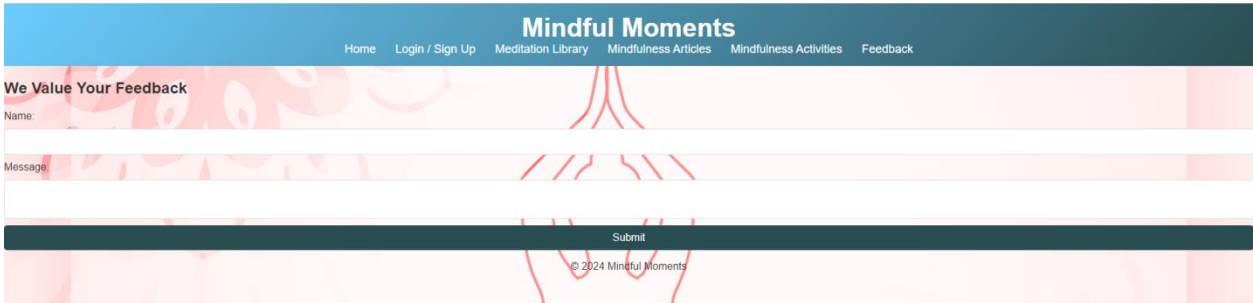 Mindful Moments
Home Login / Sign Up Meditation Library Mindfulness Articles Mindfulness Activities Feedback
We Value Your Feedback
Name:
Message:
Submit
© 2024 Mindful Moments